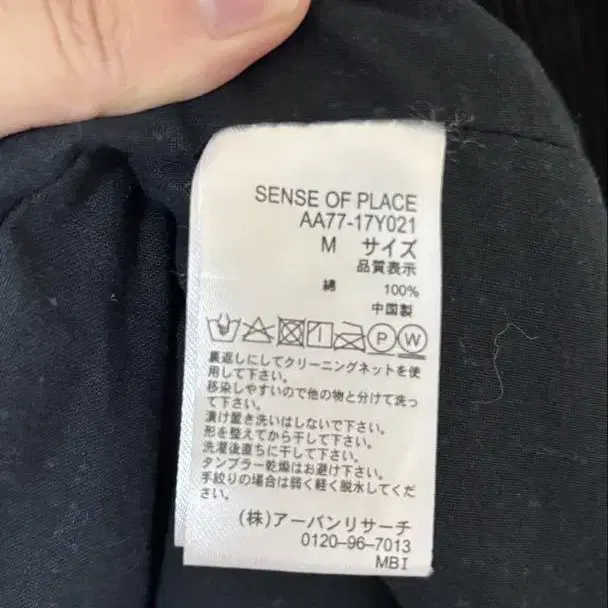 SENSE OF PLACE
AA77-17Y021
M サイズ
品質表示
綿 100%
中国製
P W
裏返しにしてクリーニングネットを使
用して下さい。
移染しやすいので他の物と分けて洗っ
て下さい。
漬け置き洗いはしないで下さい。
形を整えてから干して下さい。
洗濯後直ちに干して下さい。
タンブラー乾燥はお避け下さい。
手絞りの場合は弱く軽く脱水してくだ
さい。
(株)アーバンリサーチ
0120–96–7013
MBI